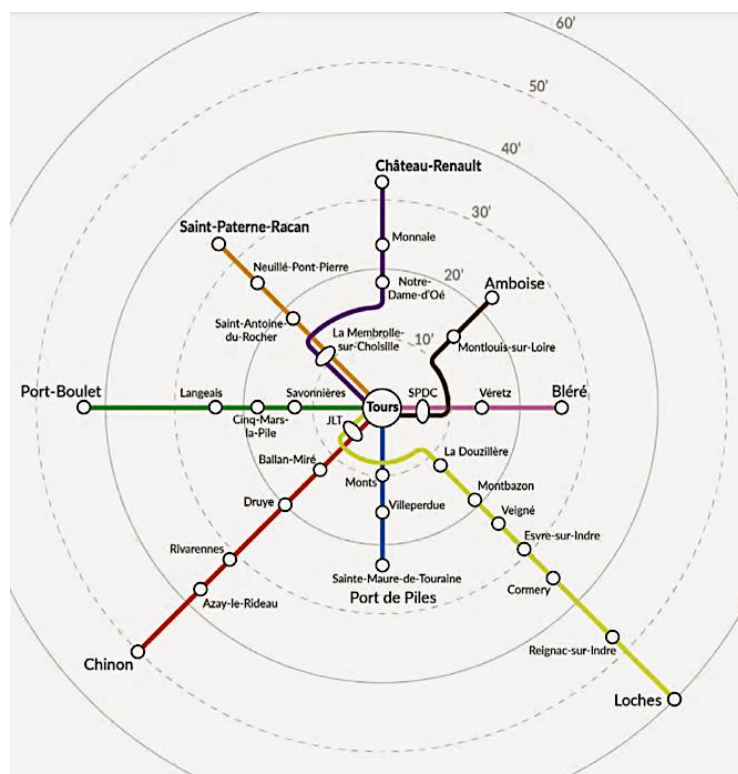 60'
50'
40'
Château-Renault
30'
Saint-Paterne-Racan
Monnaie
Neuillé-Pont-Pierre
20'
Notre-
Dame-d'Oé
Amboise
Saint-Antoine-
du-Rocher
La Membrolle-
sur-Choisille
10'
Montlouis-sur-Loire
Port-Boulet
Langeais
Savonnières
Tours
SPDC
Véretz
Bléré
Cinq-Mars-
la-Pile
JLT
Ballan-Miré
La Douzillère
Monts
Montbazon
Druye
Villeperdue
Veigné
Esvre-sur-Indre
Rivarennes
Sainte-Maure-de-Touraine
Cormery
Azay-le-Rideau
Port de Piles
Reignac-sur-Indre
Chinon
Loches